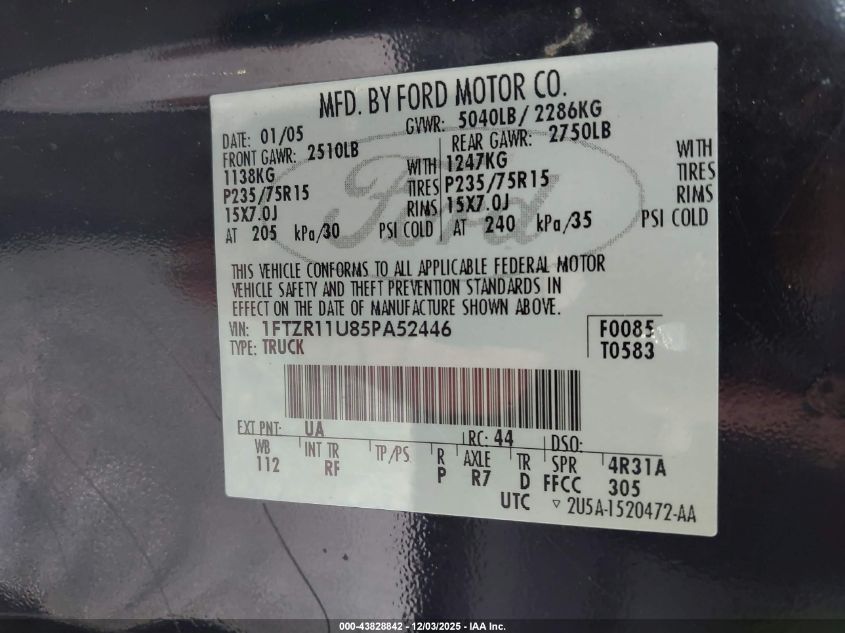 MFD. BY FORD MOTOR CO.
DATE: 01/05 GVWR: 5040LB/ 2286KG
FRONT GAWR: 2510LB REAR GAWR: 2750LB
1138KG WITH 1247KG WITH
P235/75R15 TIRES P235/75R15 TIRES
15X7.0J RIMS 15X7.0J RIMS
AT 205 kPa/30 PSI COLD AT 240 kPa/35 PSI COLD
Ford
THIS VEHICLE CONFORMS TO ALL APPLICABLE FEDERAL MOTOR
VEHICLE SAFETY AND THEFT PREVENTION STANDARDS IN
EFFECT ON THE DATE OF MANUFACTURE SHOWN ABOVE.
VIN: 1FTZR11U85PA52446 F0085
TYPE: TRUCK T0583
EXT PNT: UA RC: 44 DSO:
WB INT TR TP/PS R AXLE TR SPR 4R31A
112 RF P R7 D FFCC 305
UTC ▽ 2U5A-1520472-AA
000-43828842 - 12/03/2025 - IAA Inc.